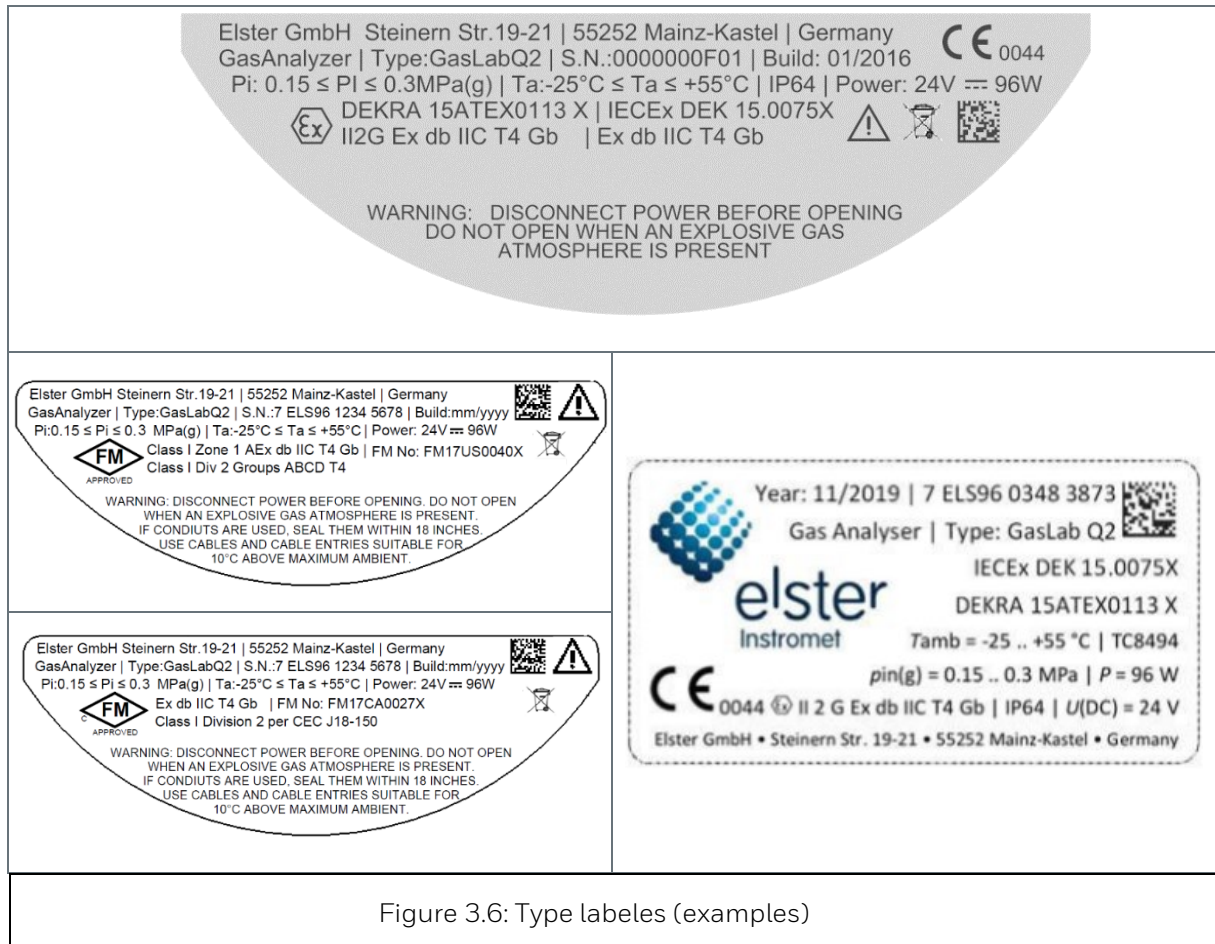 Elster GmbH Steinern Str.19-21 | 55252 Mainz-Kastel | Germany
GasAnalyzer | Type:GasLabQ2 | S.N.:0000000F01 | Build: 01/2016
CE 0044
Pi: 0.15 ≤ PI ≤ 0.3MPa(g) | Ta:-25°C ≤ Ta ≤ +55°C | IP64 | Power: 24V ⎓ 96W
Ex
DEKRA 15ATEX0113 X | IECEx DEK 15.0075X
II2G Ex db IIC T4 Gb | Ex db IIC T4 Gb
WARNING: DISCONNECT POWER BEFORE OPENING
DO NOT OPEN WHEN AN EXPLOSIVE GAS
ATMOSPHERE IS PRESENT
Elster GmbH Steinern Str.19-21 | 55252 Mainz-Kastel | Germany
GasAnalyzer | Type:GasLabQ2 | S.N.:7 ELS96 1234 5678 | Build:mm/yyyy
Pi:0.15 ≤ Pi ≤ 0.3 MPa(g) | Ta:-25°C ≤ Ta ≤ +55°C | Power: 24V ⎓ 96W
FM
APPROVED
Class I Zone 1 AEx db IIC T4 Gb | FM No: FM17US0040X
Class I Div 2 Groups ABCD T4
WARNING: DISCONNECT POWER BEFORE OPENING. DO NOT OPEN
WHEN AN EXPLOSIVE GAS ATMOSPHERE IS PRESENT.
IF CONDIUTS ARE USED, SEAL THEM WITHIN 18 INCHES.
USE CABLES AND CABLE ENTRIES SUITABLE FOR
10°C ABOVE MAXIMUM AMBIENT.
Elster GmbH Steinern Str.19-21 | 55252 Mainz-Kastel | Germany
GasAnalyzer | Type:GasLabQ2 | S.N.:7 ELS96 1234 5678 | Build:mm/yyyy
Pi:0.15 ≤ Pi ≤ 0.3 MPa(g) | Ta:-25°C ≤ Ta ≤ +55°C | Power: 24V ⎓ 96W
FM
C
APPROVED
Ex db IIC T4 Gb | FM No: FM17CA0027X
Class I Division 2 per CEC J18-150
WARNING: DISCONNECT POWER BEFORE OPENING. DO NOT OPEN
WHEN AN EXPLOSIVE GAS ATMOSPHERE IS PRESENT.
IF CONDIUTS ARE USED, SEAL THEM WITHIN 18 INCHES.
USE CABLES AND CABLE ENTRIES SUITABLE FOR
10°C ABOVE MAXIMUM AMBIENT.
Year: 11/2019 | 7 ELS96 0348 3873
Gas Analyser | Type: GasLab Q2
IECEx DEK 15.0075X
elster
Instromet
DEKRA 15ATEX0113 X
Tamb = -25 .. +55 °C | TC8494
pin(g) = 0.15 .. 0.3 MPa | P = 96 W
CE 0044 Ex II 2 G Ex db IIC T4 Gb | IP64 | U(DC) = 24 V
Elster GmbH • Steinern Str. 19-21 • 55252 Mainz-Kastel • Germany
Figure 3.6: Type labeles (examples)